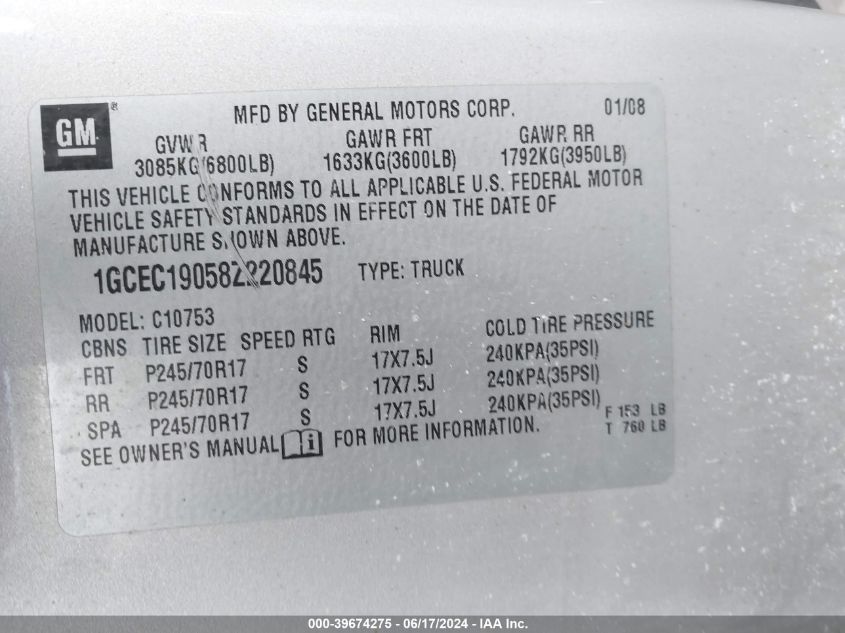 GM ® MFD BY GENERAL MOTORS CORP. 01/08
GVWR GAWR FRT GAWR RR
3085KG(6800LB) 1633KG(3600LB) 1792KG(3950LB)
THIS VEHICLE CONFORMS TO ALL APPLICABLE U.S. FEDERAL MOTOR
VEHICLE SAFETY STANDARDS IN EFFECT ON THE DATE OF
MANUFACTURE SHOWN ABOVE.
1GCEC19058Z220845 TYPE: TRUCK
MODEL: C10753
CBNS TIRE SIZE SPEED RTG RIM COLD TIRE PRESSURE
FRT P245/70R17 S 17X7.5J 240KPA(35PSI)
RR P245/70R17 S 17X7.5J 240KPA(35PSI)
SPA P245/70R17 S 17X7.5J 240KPA(35PSI)
SEE OWNER'S MANUAL i FOR MORE INFORMATION.
F 153 LB
T 760 LB
000-39674275 - 06/17/2024 - IAA Inc.